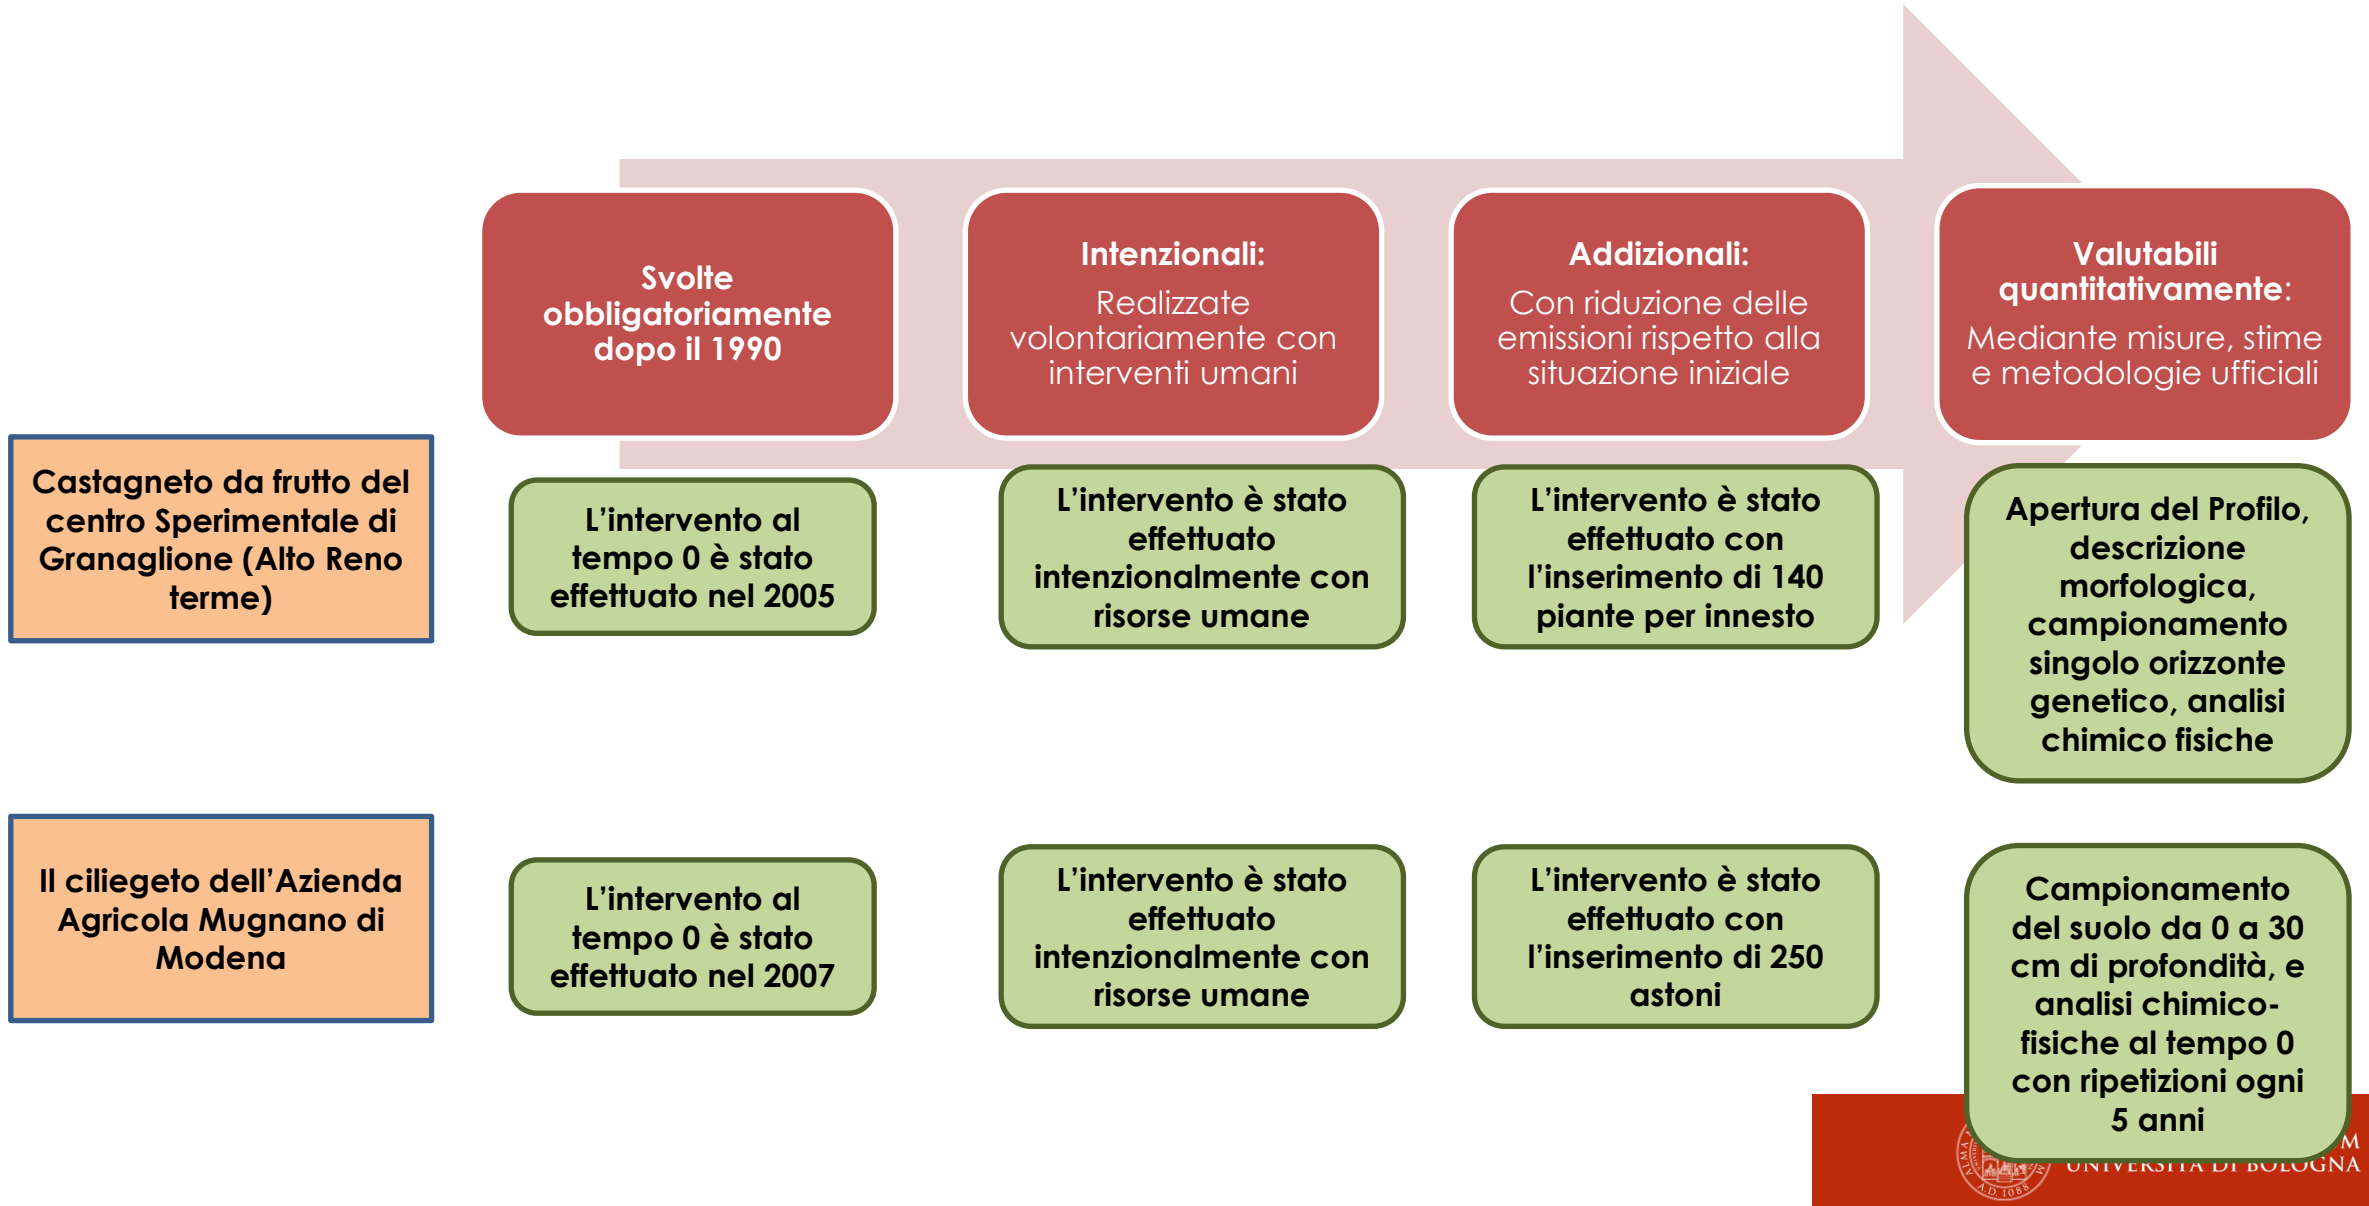 Svolte
obbligatoriamente
dopo il 1990
Intenzionali:
Realizzate
volontariamente con
interventi umani
Addizionali:
Con riduzione delle
emissioni rispetto alla
situazione iniziale
Valutabili
quantitativamente:
Mediante misure, stime
e metodologie ufficiali
Castagneto da frutto del
centro Sperimentale di
Granaglione (Alto Reno
terme)
L'intervento al
tempo 0 è stato
effettuato nel 2005
L'intervento è stato
effettuato
intenzionalmente con
risorse umane
L'intervento è stato
effettuato con
l'inserimento di 140
piante per innesto
Apertura del Profilo,
descrizione
morfologica,
campionamento
singolo orizzonte
genetico, analisi
chimico fisiche
Il ciliegeto dell'Azienda
Agricola Mugnano di
Modena
L'intervento al
tempo 0 è stato
effettuato nel 2007
L'intervento è stato
effettuato
intenzionalmente con
risorse umane
L'intervento è stato
effettuato con
l'inserimento di 250
astoni
Campionamento
del suolo da 0 a 30
cm di profondità, e
analisi chimico-
fisiche al tempo 0
con ripetizioni ogni
5 anni
UNIVERSITÀ DI BOLOGNA
A.D. 1088